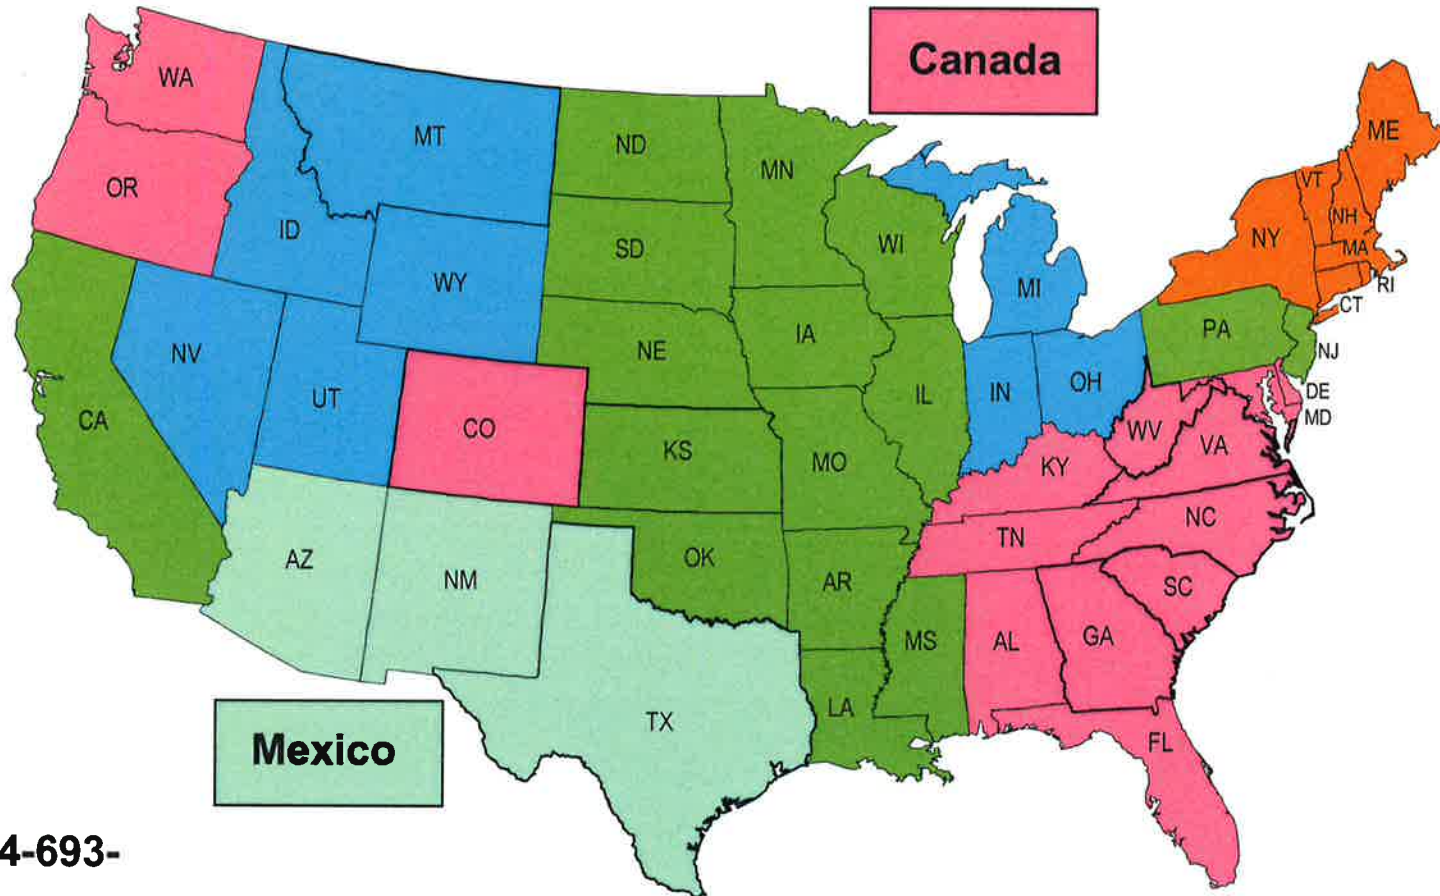 Canada
WA
MT
ND
MN
ME
OR
ID
SD
WI
VT
NH
NY
MA
WY
MI
RI
CT
NV
NE
IA
PA
NJ
UT
IL
IN
OH
DE
MD
CA
CO
KS
MO
KY
WV
VA
AZ
NM
OK
AR
TN
NC
SC
MS
AL
GA
TX
LA
FL
Mexico
4-693-